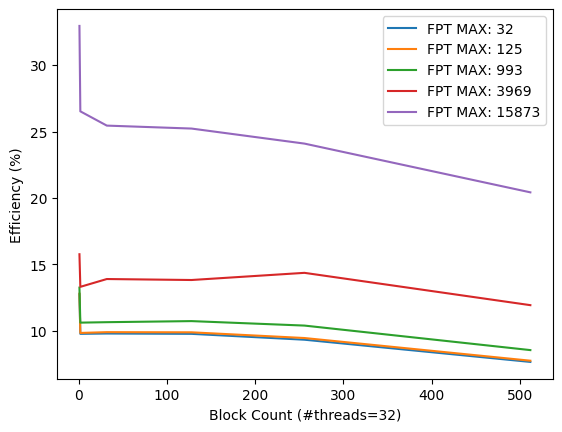 FPT MAX: 32
FPT MAX: 125
FPT MAX: 993
FPT MAX: 3969
FPT MAX: 15873
Efficiency (%)
30
25
20
15
10
0 100 200 300 400 500
Block Count (#threads=32)